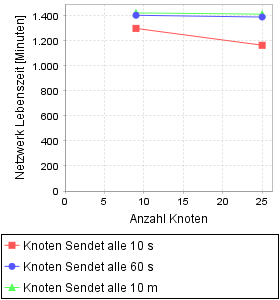 1.400
1.200
1.000
800
600
400
200
0
Netzwerk Lebenszeit [Minuten]
0 5 10 15 20 25
Anzahl Knoten
Knoten Sendet alle 10 s
Knoten Sendet alle 60 s
Knoten Sendet alle 10 m